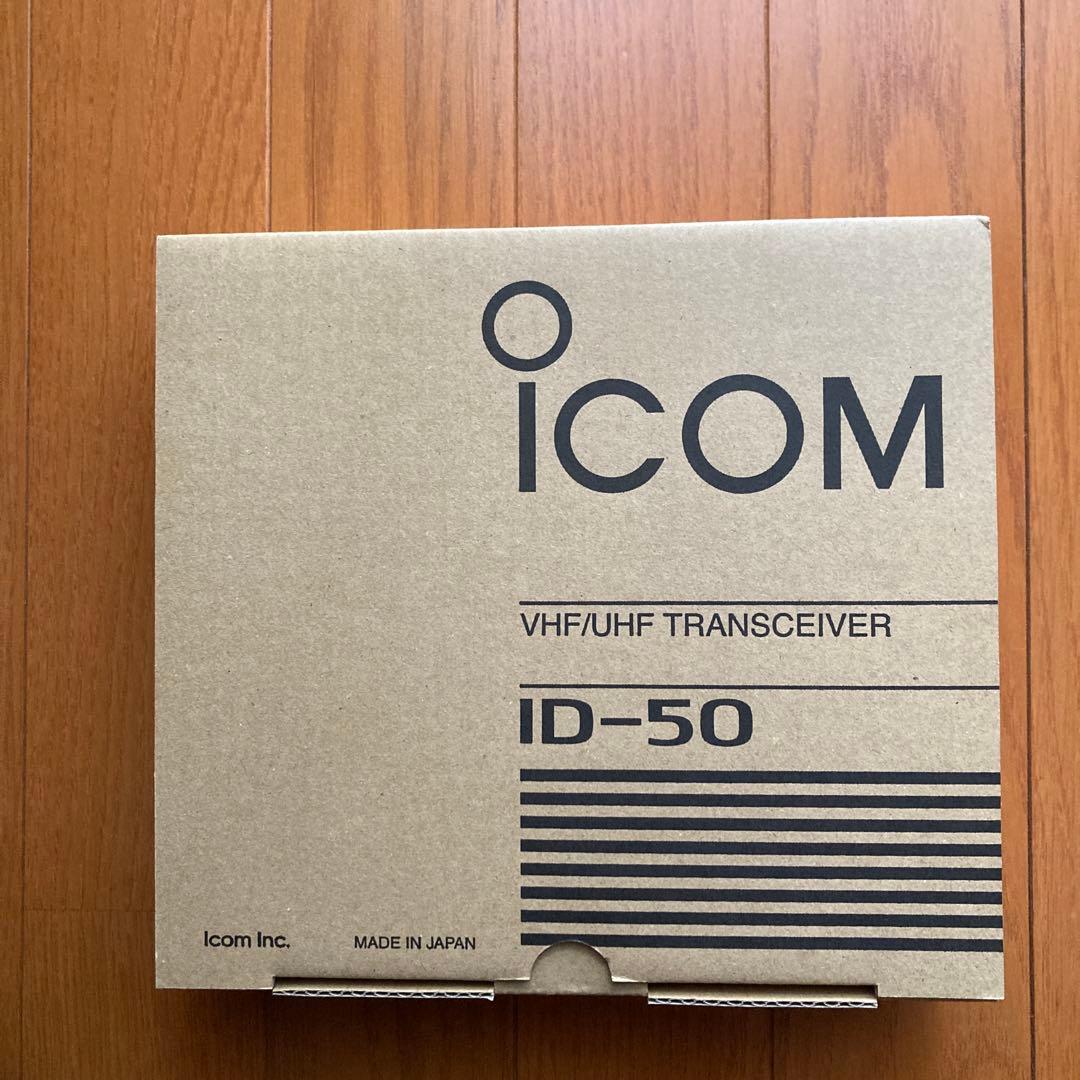 ICOM
VHF/UHF TRANSCEIVER
ID-50
Icom Inc.
MADE IN JAPAN